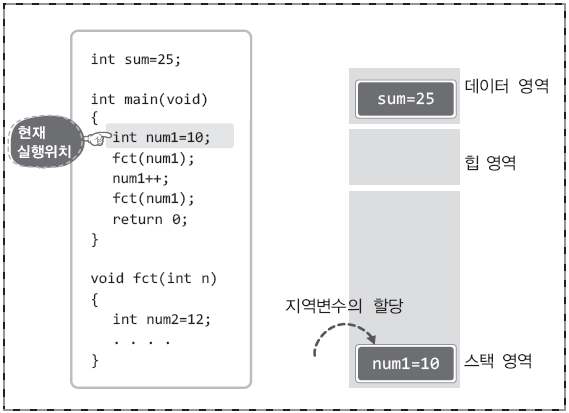 int sum=25;
int main(void)
{
int num1=10;
fct(num1);
num1++;
fct(num1);
return 0;
}
void fct(int n)
{
int num2=12;
. . . .
}
현재
실행위치
sum=25
데이터 영역
힙 영역
지역변수의 할당
num1=10
스택 영역